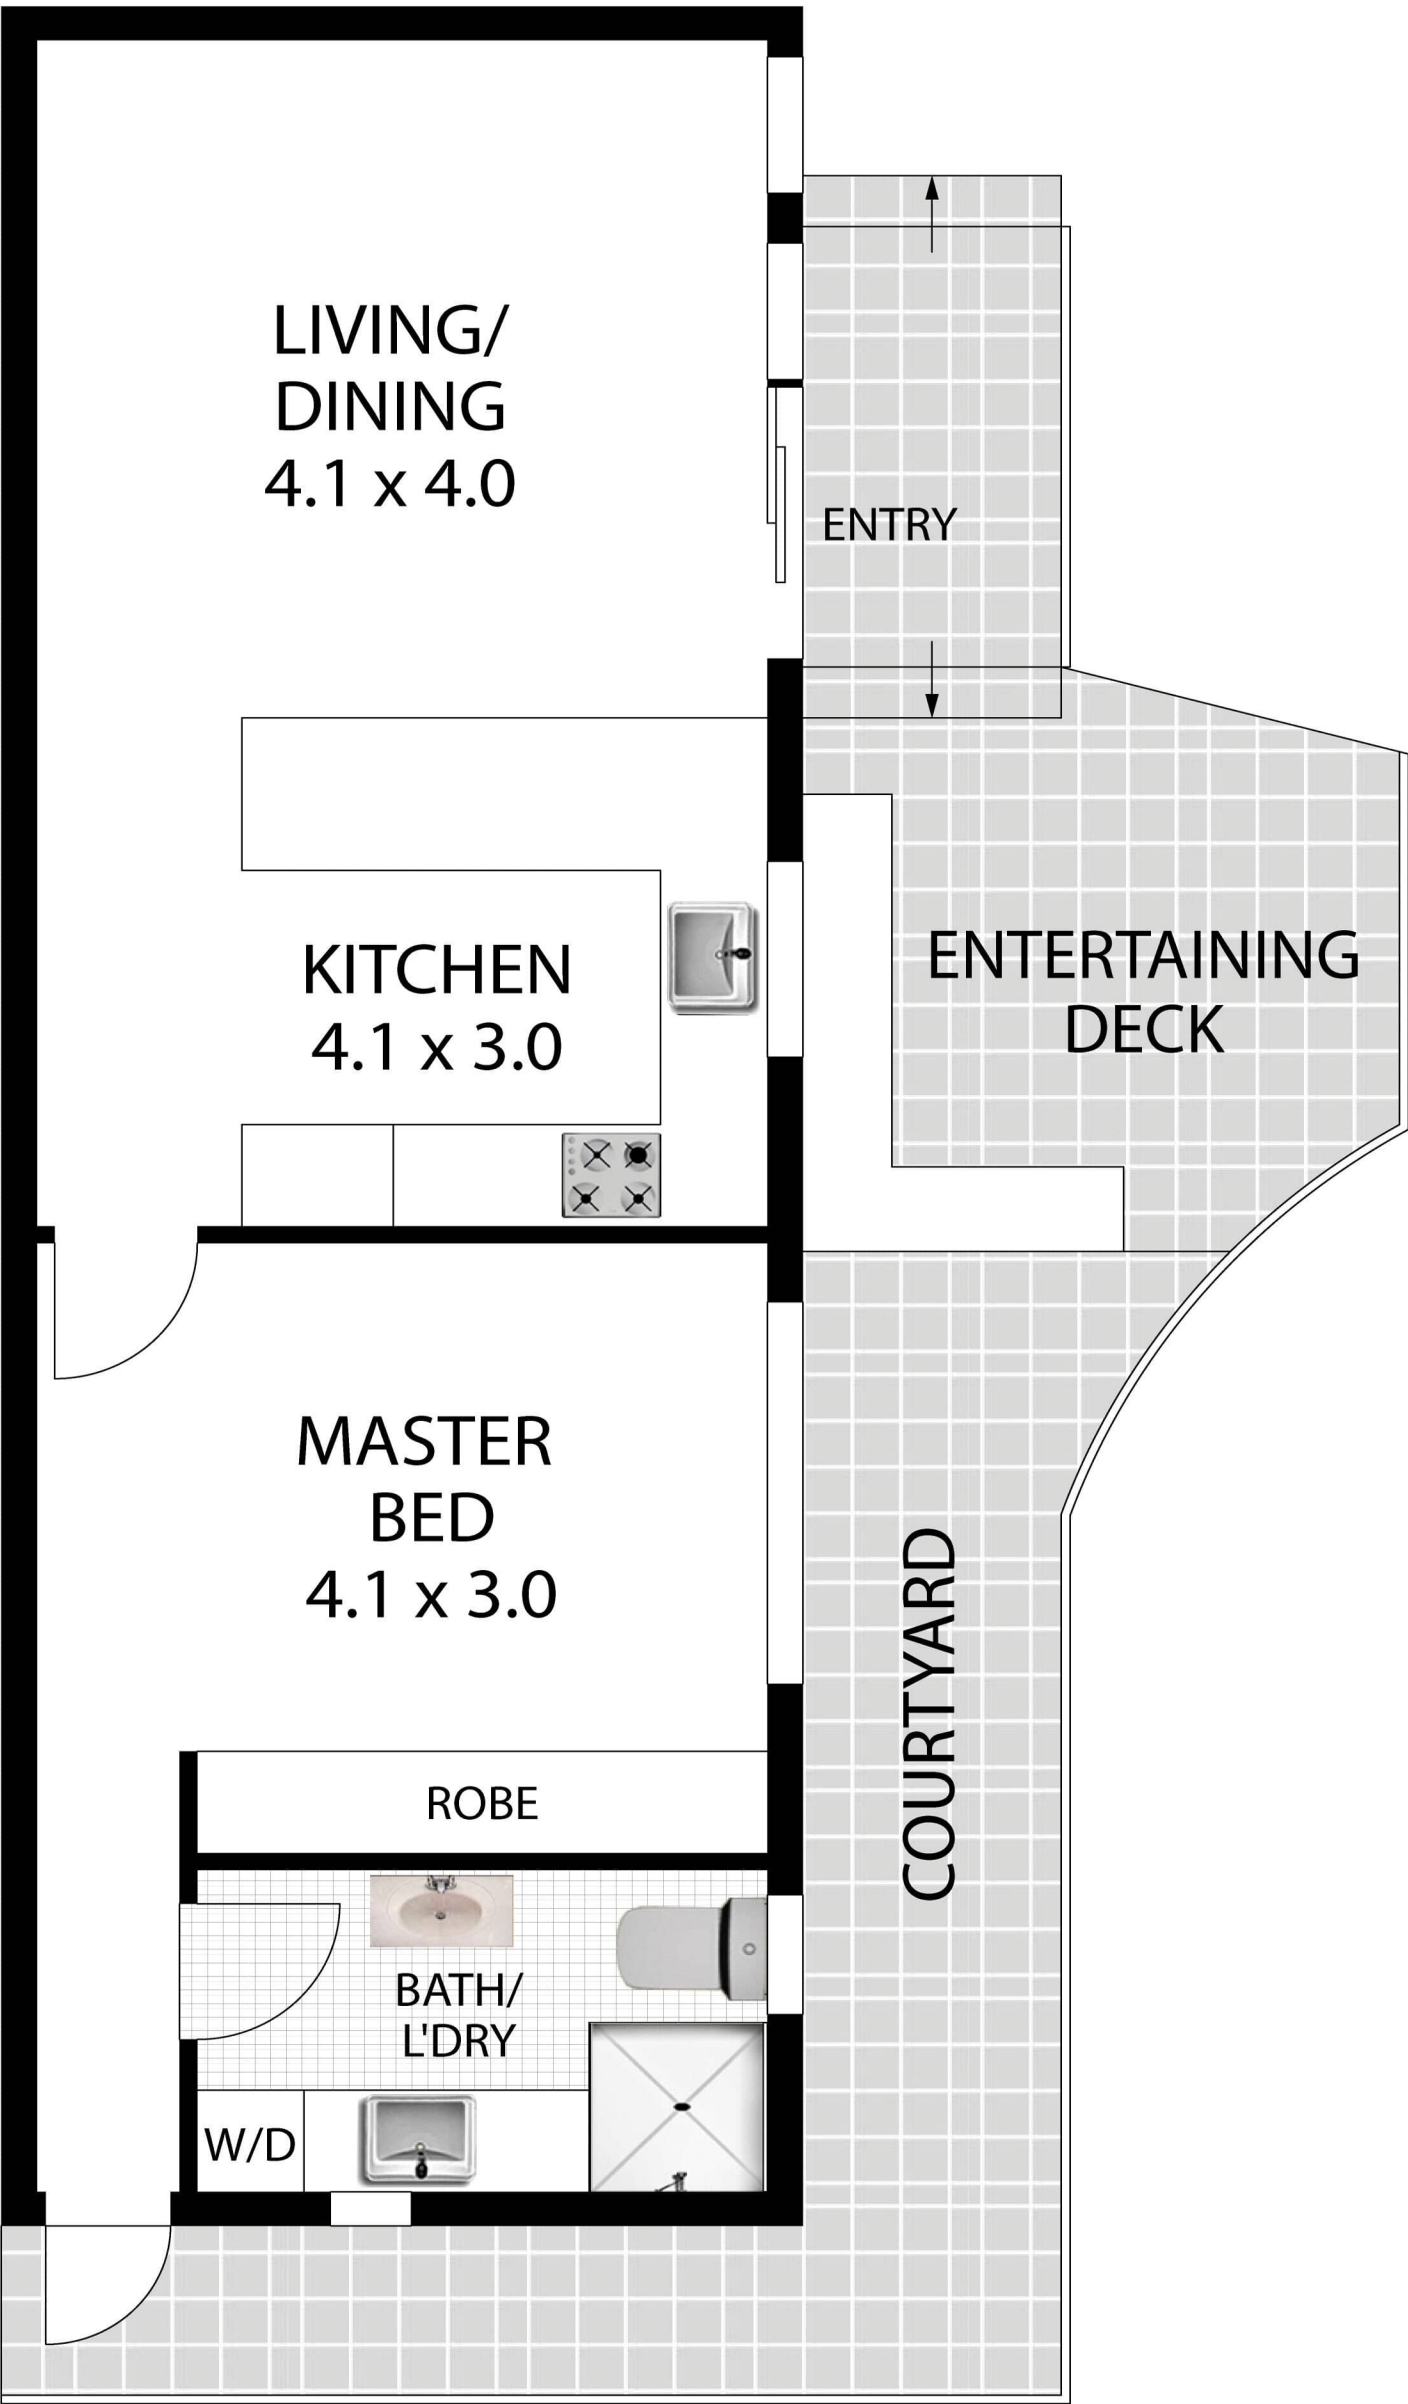 LIVING/
DINING
4.1 x 4.0
ENTRY
KITCHEN
4.1 x 3.0
ENTERTAINING
DECK
MASTER
BED
4.1 x 3.0
COURTYARD
ROBE
BATH/
L'DRY
W/D